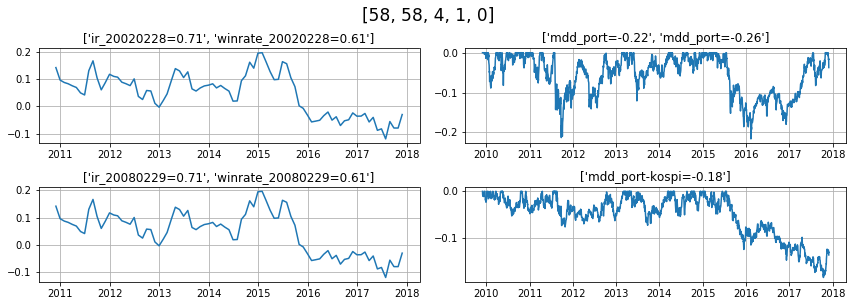 [58, 58, 4, 1, 0]
['ir_20020228=0.71', 'winrate_20020228=0.61']
0.2
0.1
0.0
−0.1
2011 2012 2013 2014 2015 2016 2017 2018
['mdd_port=-0.22', 'mdd_port=-0.26']
0.0
−0.1
−0.2
2010 2011 2012 2013 2014 2015 2016 2017 2018
['ir_20080229=0.71', 'winrate_20080229=0.61']
0.2
0.1
0.0
−0.1
2011 2012 2013 2014 2015 2016 2017 2018
['mdd_port-kospi=-0.18']
0.0
−0.1
2010 2011 2012 2013 2014 2015 2016 2017 2018